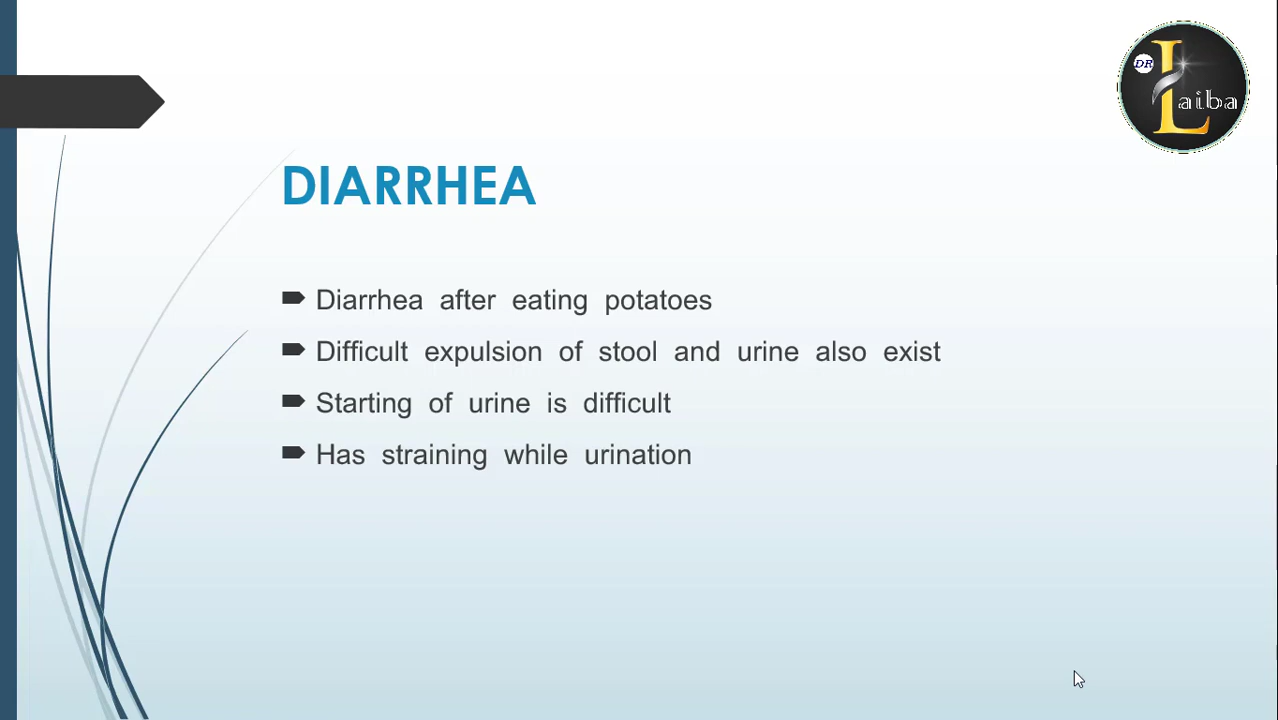 DR
Laiba
DIARRHEA
Diarrhea after eating potatoes
Difficult expulsion of stool and urine also exist
Starting of urine is difficult
Has straining while urination